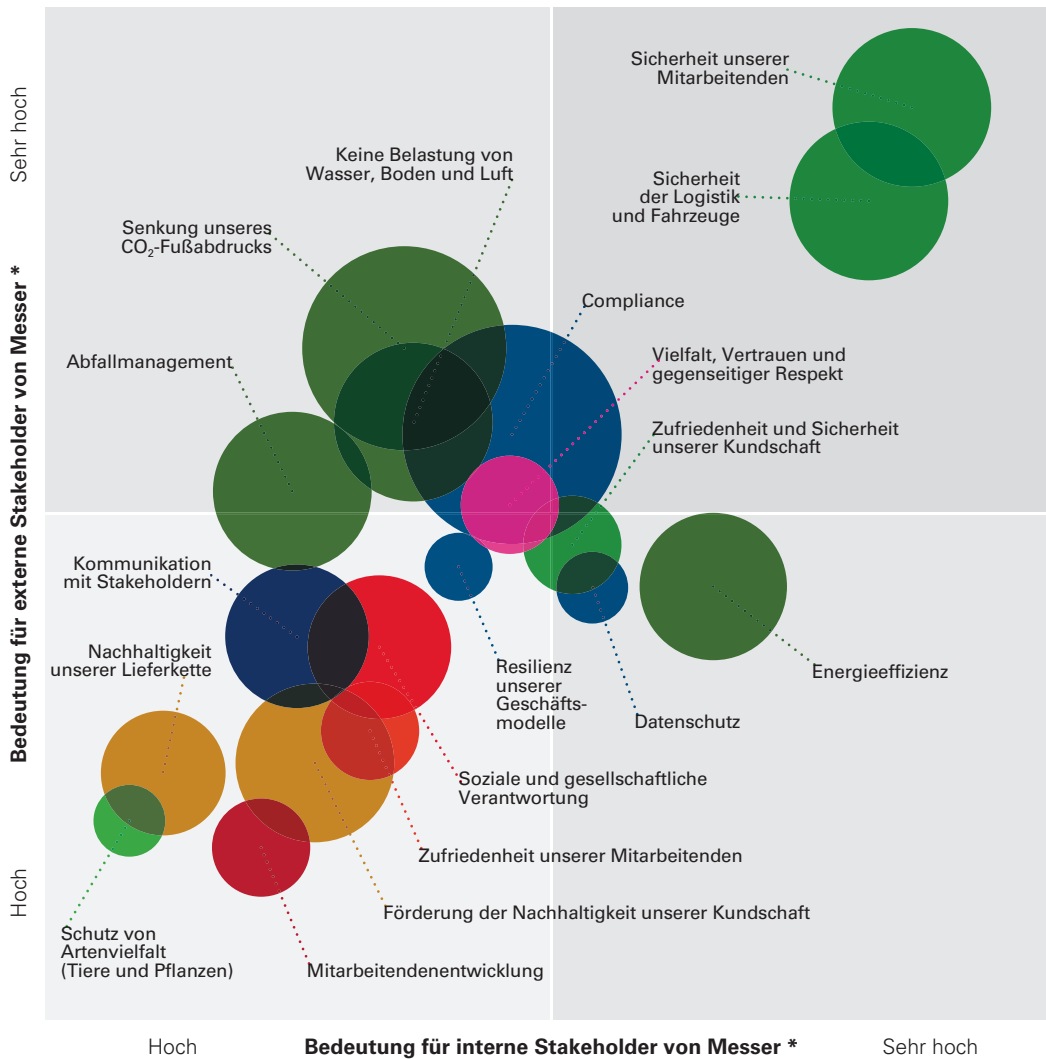 Sicherheit unserer
Mitarbeitenden
Keine Belastung von
Wasser, Boden und Luft
Sicherheit
der Logistik
und Fahrzeuge
Senkung unseres
CO₂-Fußabdrucks
Compliance
Abfallmanagement
Vielfalt, Vertrauen und
gegenseitiger Respekt
Zufriedenheit und Sicherheit
unserer Kundschaft
Kommunikation
mit Stakeholdern
Nachhaltigkeit
unserer Lieferkette
Resilienz
unserer
Geschäfts-
modelle
Energieeffizienz
Datenschutz
Soziale und gesellschaftliche
Verantwortung
Zufriedenheit unserer Mitarbeitenden
Förderung der Nachhaltigkeit unserer Kundschaft
Schutz von
Artenvielfalt
(Tiere und Pflanzen)
Mitarbeitendenentwicklung
Sehr hoch
Bedeutung für externe Stakeholder von Messer *
Hoch
Hoch
Bedeutung für interne Stakeholder von Messer *
Sehr hoch